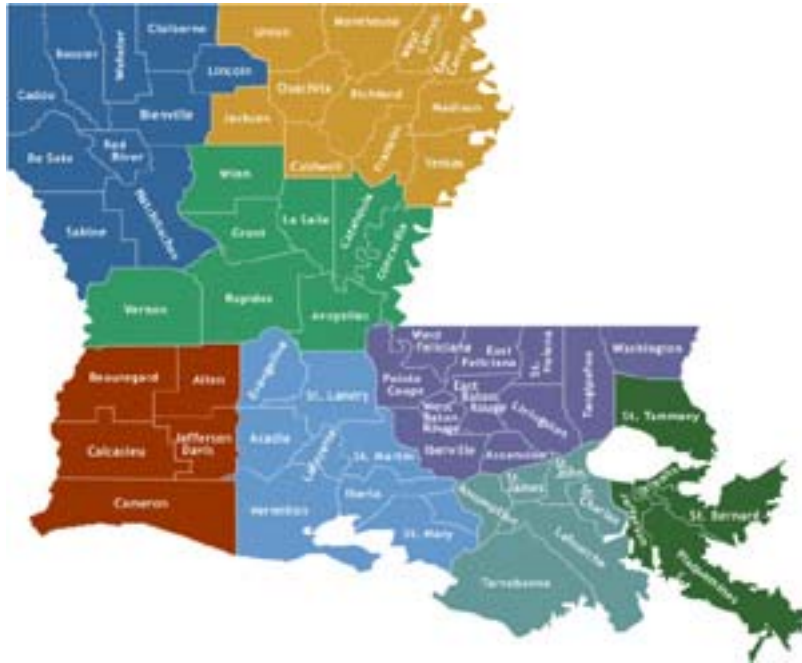 Claiborne
Union
Morehouse
West
Carroll
East
Carroll
Bossier
Webster
Lincoln
Caddo
Ouachita
Richland
Madison
Bienville
Jackson
Franklin
Tensas
De Soto
Red
River
Caldwell
Winn
Natchitoches
La Salle
Catahoula
Concordia
Sabine
Grant
Vernon
Rapides
Avoyelles
West
Feliciana
East
Feliciana
St.
Helena
Tangipahoa
Washington
Beauregard
Allen
Evangeline
St. Landry
Pointe
Coupe
East
Baton
Rouge
West
Baton
Rouge
Livingston
St. Tammany
Calcasieu
Jefferson
Davis
Acadia
Lafayette
St. Martin
Iberville
Ascension
St.
James
St.
John
St.
Charles
Orleans
St. Bernard
Jefferson
Plaquemines
Cameron
Vermilion
Iberia
St. Mary
Assumption
Lafourche
Terrebonne